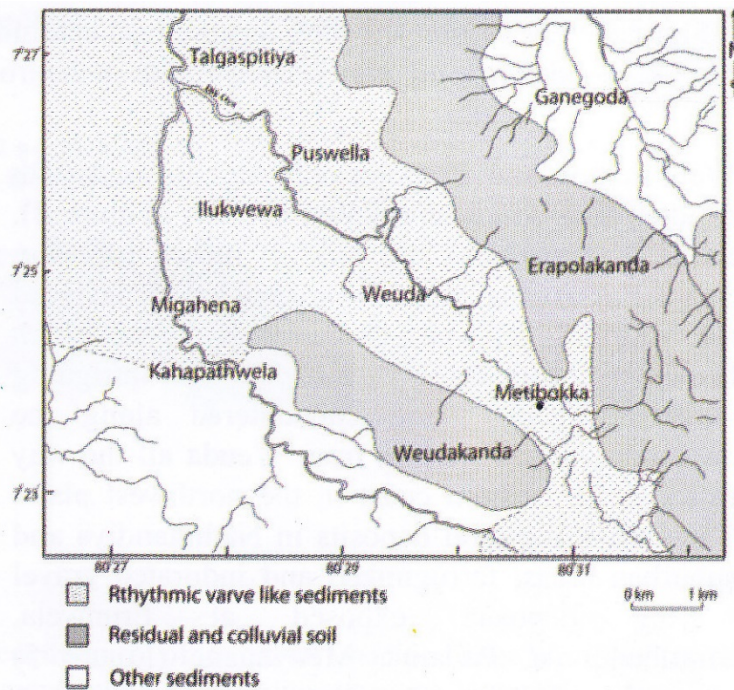 Talgaspitiya
7°27'
Ganegoda
N
Puswella
Ilukwewa
7°25'
Erapolakanda
Weuda
Migahena
Kahapathwela
Metibokka
Weudakanda
7°25'
80°27 80°29 80°31
Rthythmic varve like sediments
0 km 1 km
Residual and colluvial soil
Other sediments